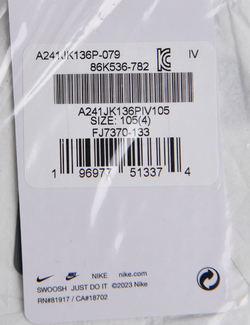 A241JK136P-079 IV
86K536-782
A241JK136PIV105
SIZE: 105(4)
FJ7370-133
1 96977 51337 4
NIKE nike.com
SWOOSH JUST DO IT ©2023 Nike
RN#81917 / CA#18702